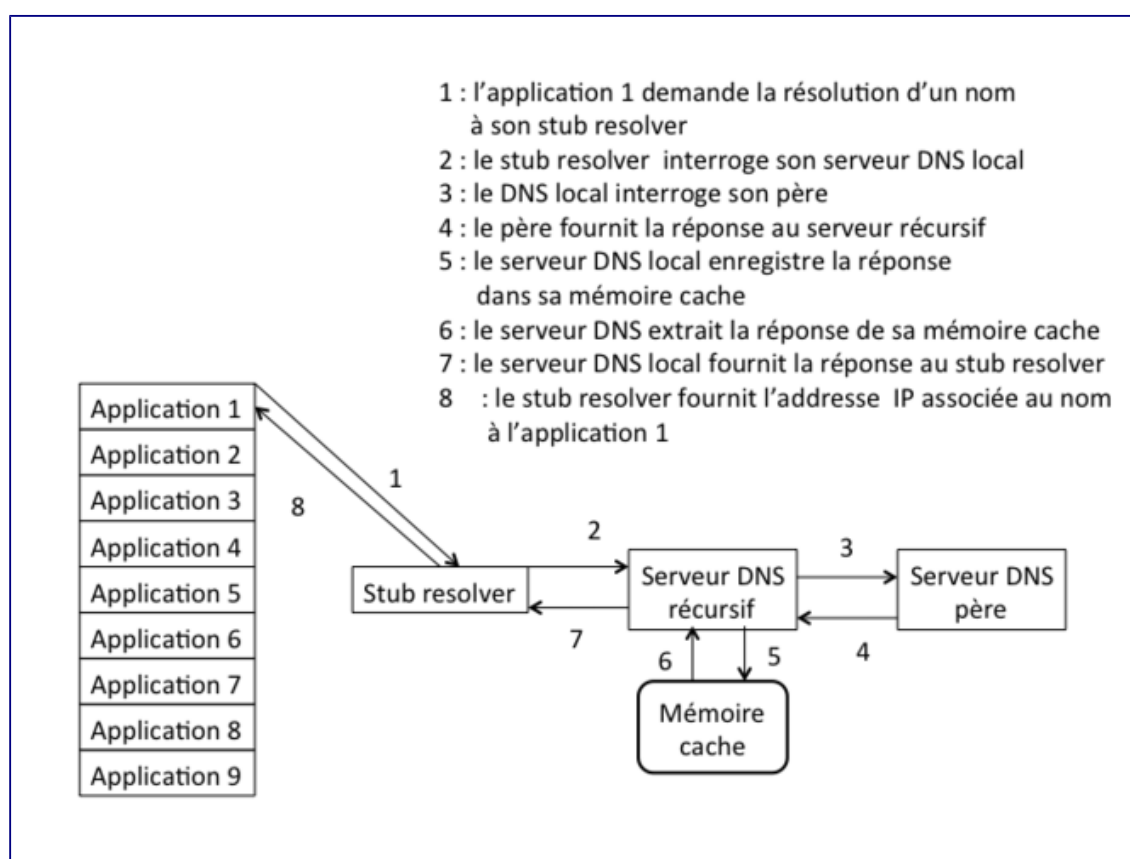 1 : l'application 1 demande la résolution d'un nom
à son stub resolver
2 : le stub resolver interroge son serveur DNS local
3 : le DNS local interroge son père
4 : le père fournit la réponse au serveur récursif
5 : le serveur DNS local enregistre la réponse
dans sa mémoire cache
6 : le serveur DNS extrait la réponse de sa mémoire cache
7 : le serveur DNS local fournit la réponse au stub resolver
8 : le stub resolver fournit l'addresse IP associée au nom
à l'application 1
Application 1
Application 2
Application 3
Application 4
Application 5
Application 6
Application 7
Application 8
Application 9
1
8
Stub resolver
2
7
Serveur DNS
récursif
3
4
Serveur DNS
père
6
5
Mémoire
cache